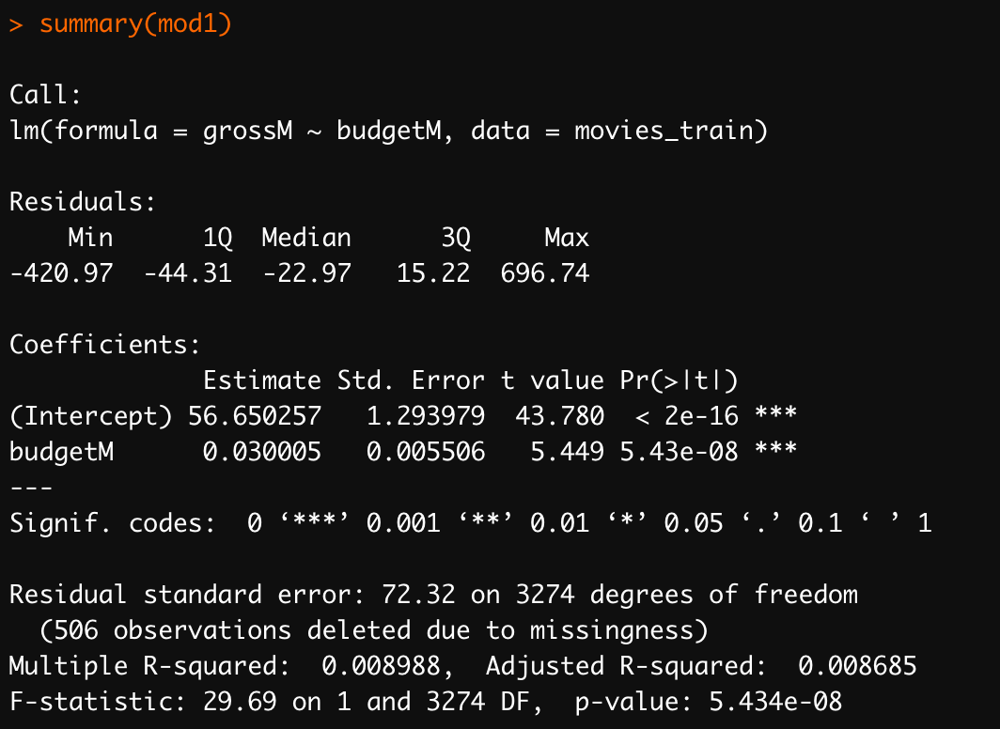 > summary(mod1)
Call:
lm(formula = grossM ~ budgetM, data = movies_train)
Residuals:
    Min      1Q  Median      3Q     Max
-420.97  -44.31  -22.97   15.22  696.74
Coefficients:
             Estimate Std. Error t value Pr(>|t|)
(Intercept) 56.650257   1.293979  43.780  < 2e-16 ***
budgetM      0.030005   0.005506   5.449 5.43e-08 ***
---
Signif. codes:  0 ‘***’ 0.001 ‘**’ 0.01 ‘*’ 0.05 ‘.’ 0.1 ‘ ’ 1
Residual standard error: 72.32 on 3274 degrees of freedom
  (506 observations deleted due to missingness)
Multiple R-squared:  0.008988,	Adjusted R-squared:  0.008685
F-statistic: 29.69 on 1 and 3274 DF,  p-value: 5.434e-08